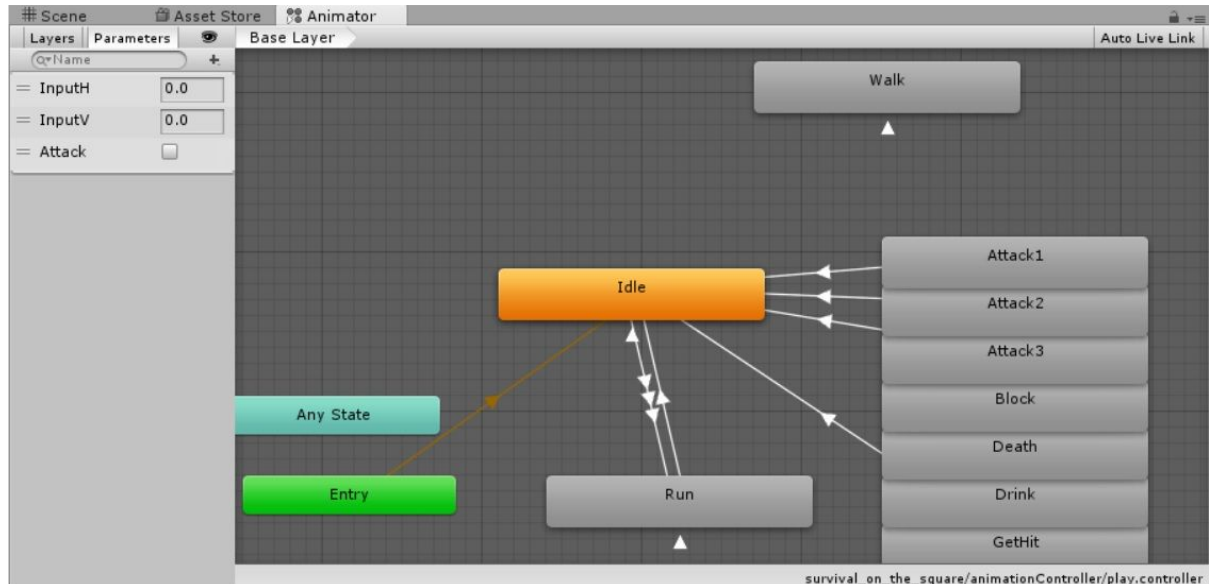 Scene
Asset Store
Animator
Layers
Parameters
Base Layer
Auto Live Link
Name
InputH
0.0
InputV
0.0
Attack
Walk
Attack1
Idle
Attack2
Attack3
Block
Any State
Death
Entry
Run
Drink
GetHit
survival_on_the_square/animationController/play.controller